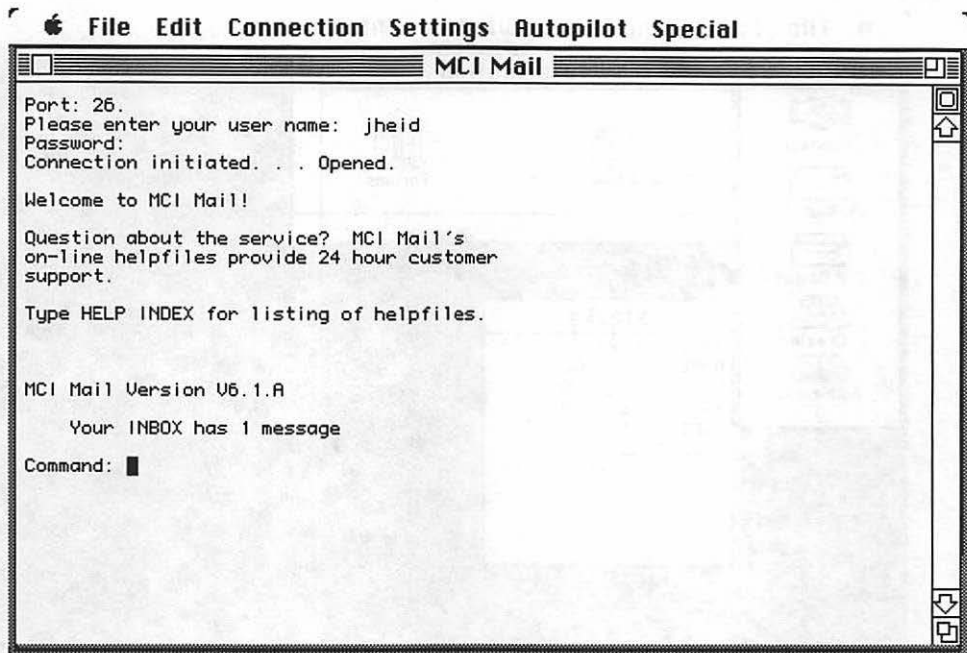 File Edit Connection Settings Autopilot Special
MCI Mail
Port: 26.
Please enter your user name: jheid
Password:
Connection initiated. . . Opened.
Welcome to MCI Mail!
Question about the service? MCI Mail's
on-line helpfiles provide 24 hour customer
support.
Type HELP INDEX for listing of helpfiles.
MCI Mail Version V6.1.A
Your INBOX has 1 message
Command: